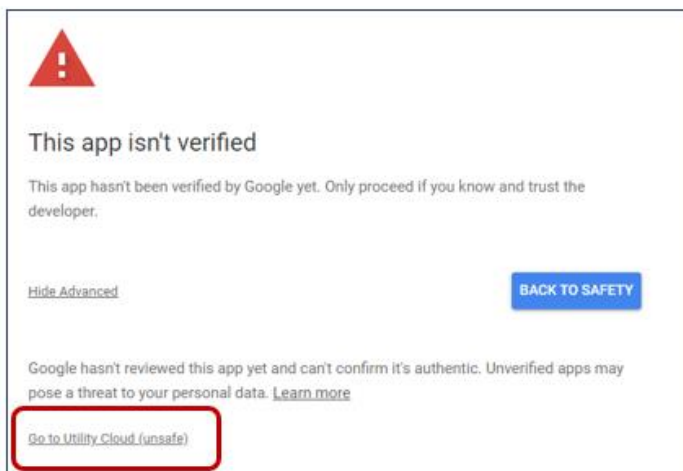 This app isn't verified
This app hasn't been verified by Google yet. Only proceed if you know and trust the
developer.
Hide Advanced
BACK TO SAFETY
Google hasn't reviewed this app yet and can't confirm it's authentic. Unverified apps may
pose a threat to your personal data. Learn more
Go to Utility Cloud (unsafe)